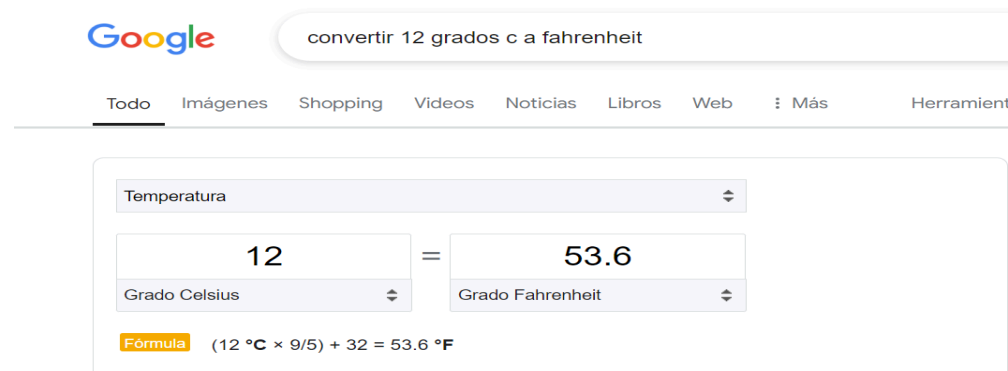 Google convertir 12 grados c a fahrenheit
Todo Imágenes Shopping Videos Noticias Libros Web ⋮ Más Herramient
Temperatura
12 = 53.6
Grado Celsius Grado Fahrenheit
Fórmula (12 °C × 9/5) + 32 = 53.6 °F